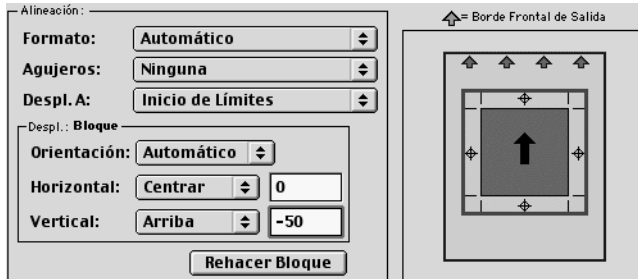 Alineación:
Formato: Automático
Agujeros: Ninguna
Despl. A: Inicio de Límites
Despl.: Bloque
Orientación: Automático
Horizontal: Centrar 0
Vertical: Arriba -50
Rehacer Bloque
= Borde Frontal de Salida